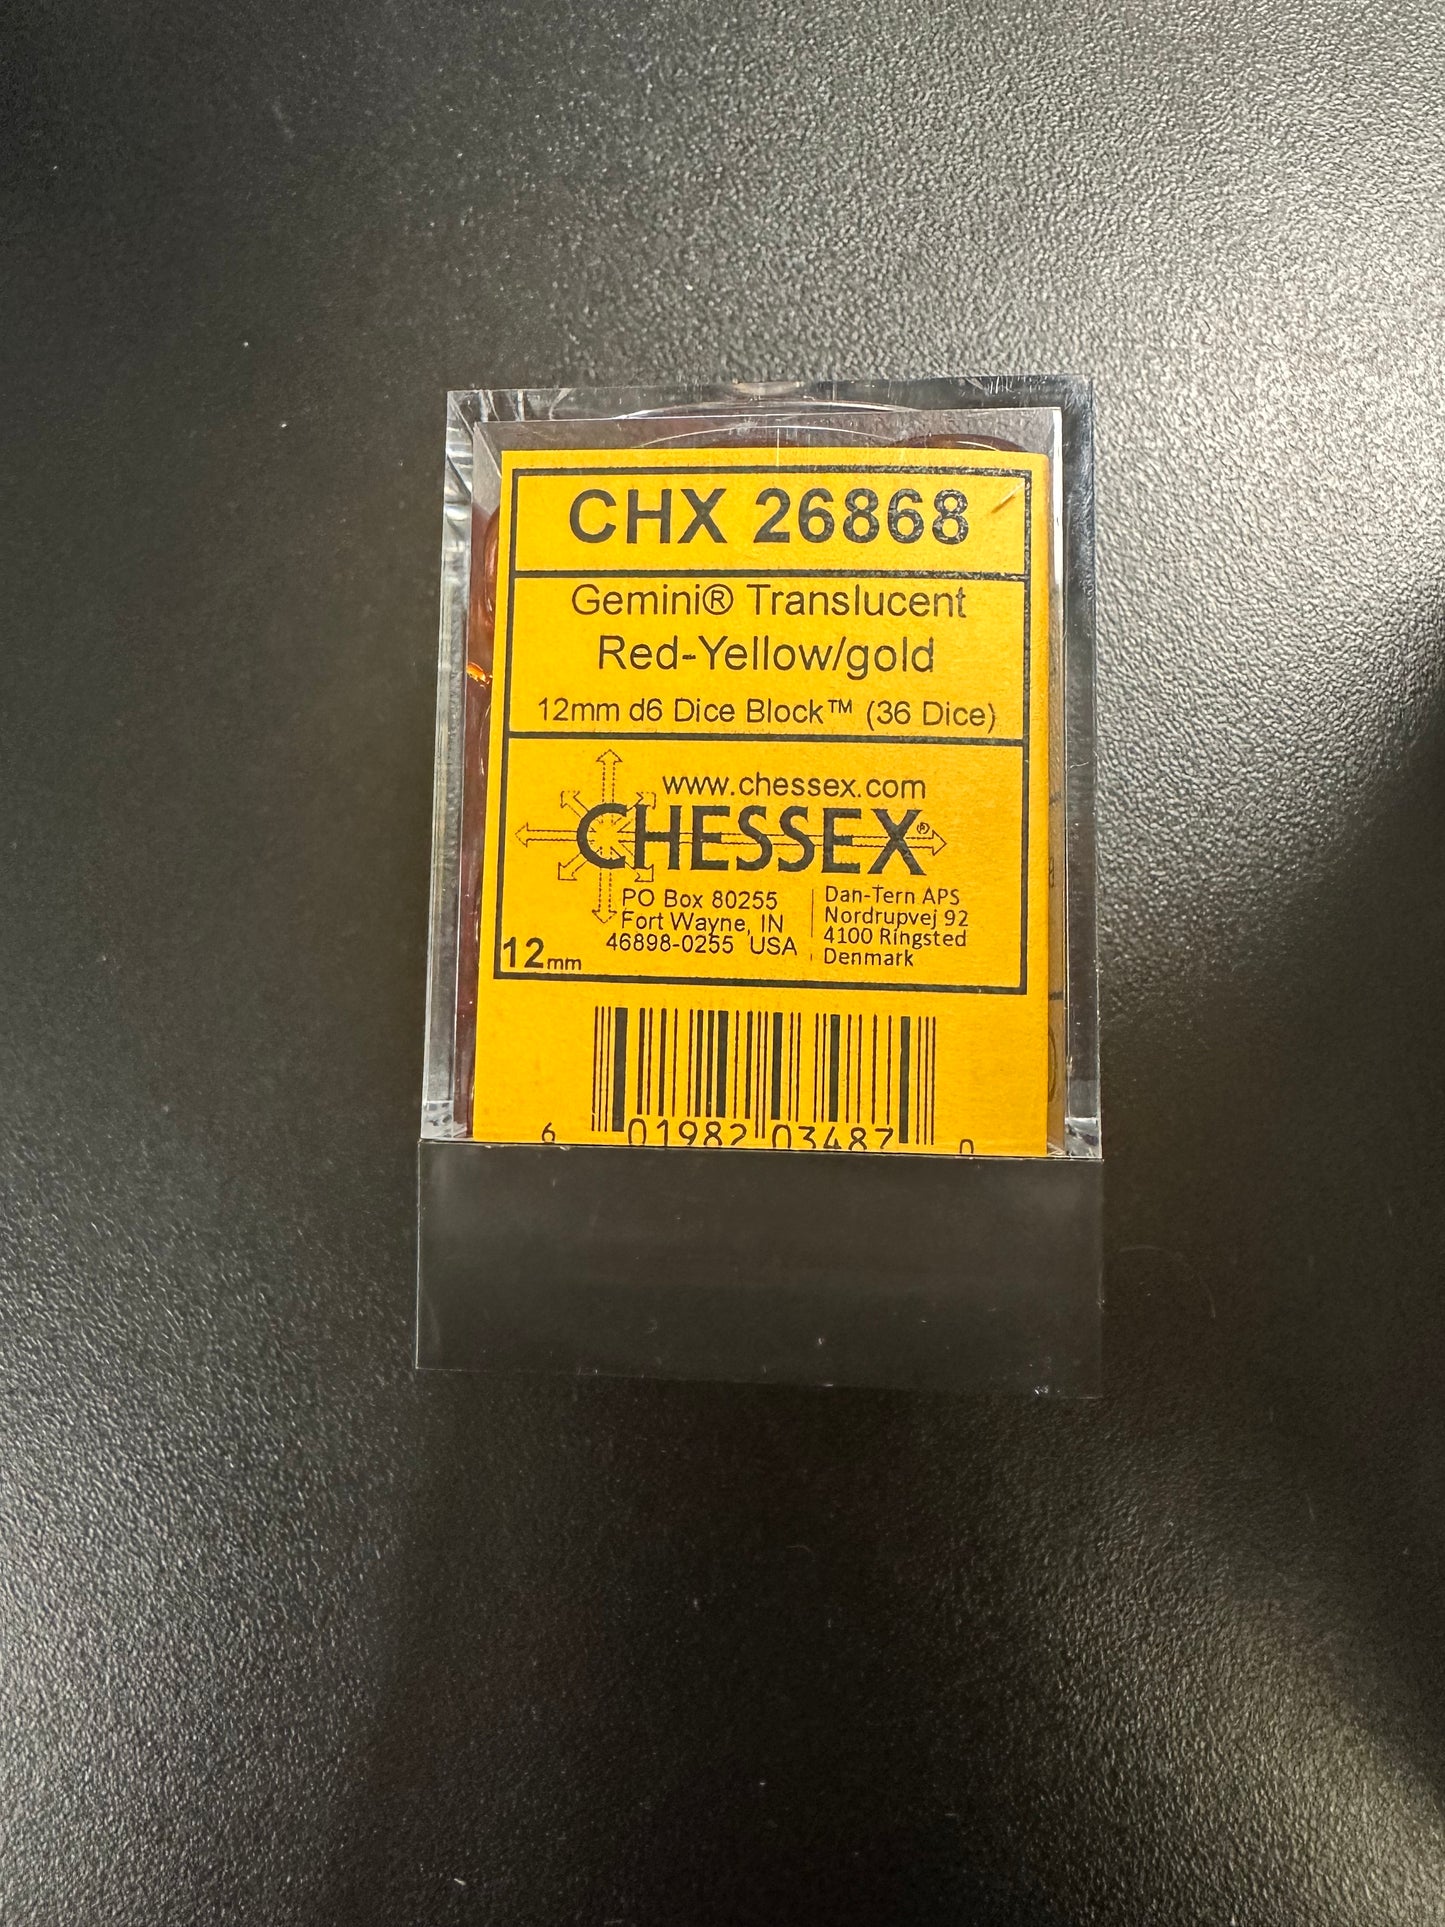 CHX 26868
Gemini® Translucent
Red-Yellow/gold
12mm d6 Dice Block™ (36 Dice)
www.chessex.com
CHESSEX®
PO Box 80255
Fort Wayne, IN
46898-0255 USA
Dan-Tern APS
Nordrupvej 92
4100 Ringsted
Denmark
12mm
6 01982 03487 0